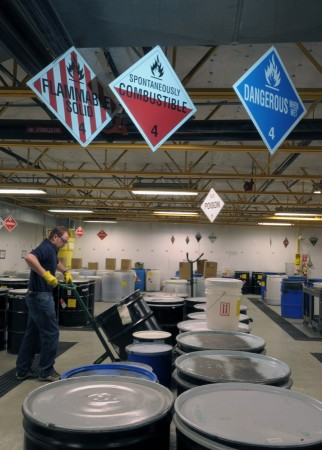 FLAMMABLE
SOLID
4
SPONTANEOUSLY
COMBUSTIBLE
4
DANGEROUS
WHEN
WET
4
POISON